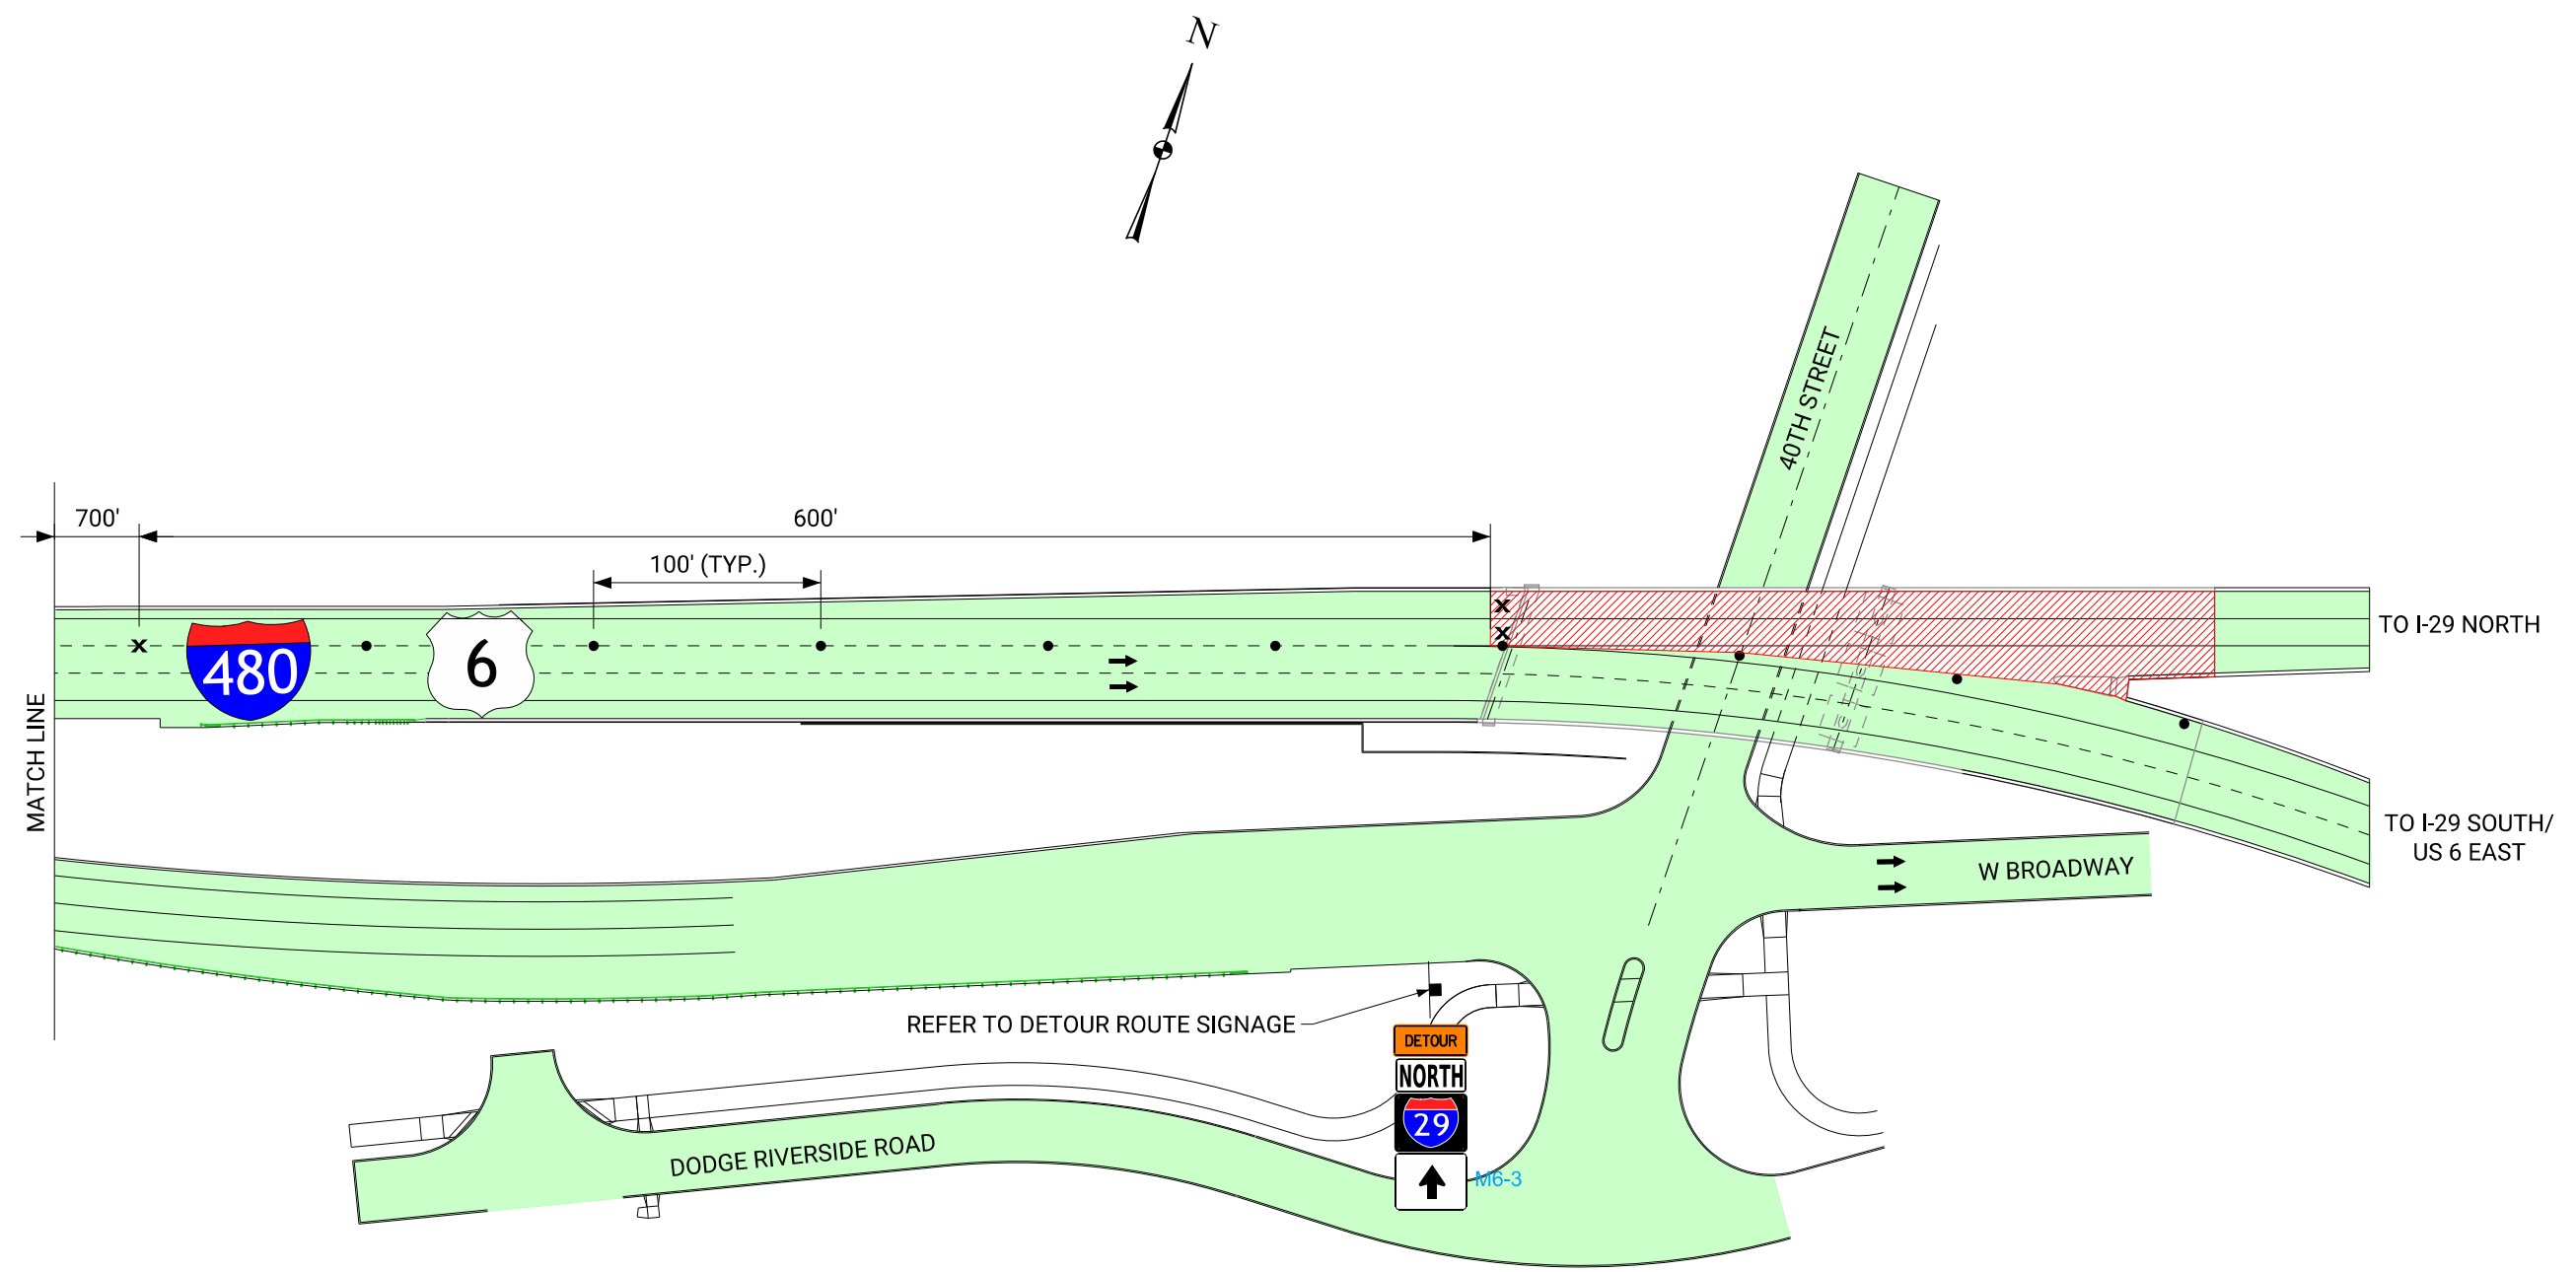 N
40TH STREET
700'
600'
100' (TYP.)
480
6
TO I-29 NORTH
MATCH LINE
TO I-29 SOUTH/
US 6 EAST
W BROADWAY
REFER TO DETOUR ROUTE SIGNAGE
DETOUR
NORTH
29
M6-3
DODGE RIVERSIDE ROAD